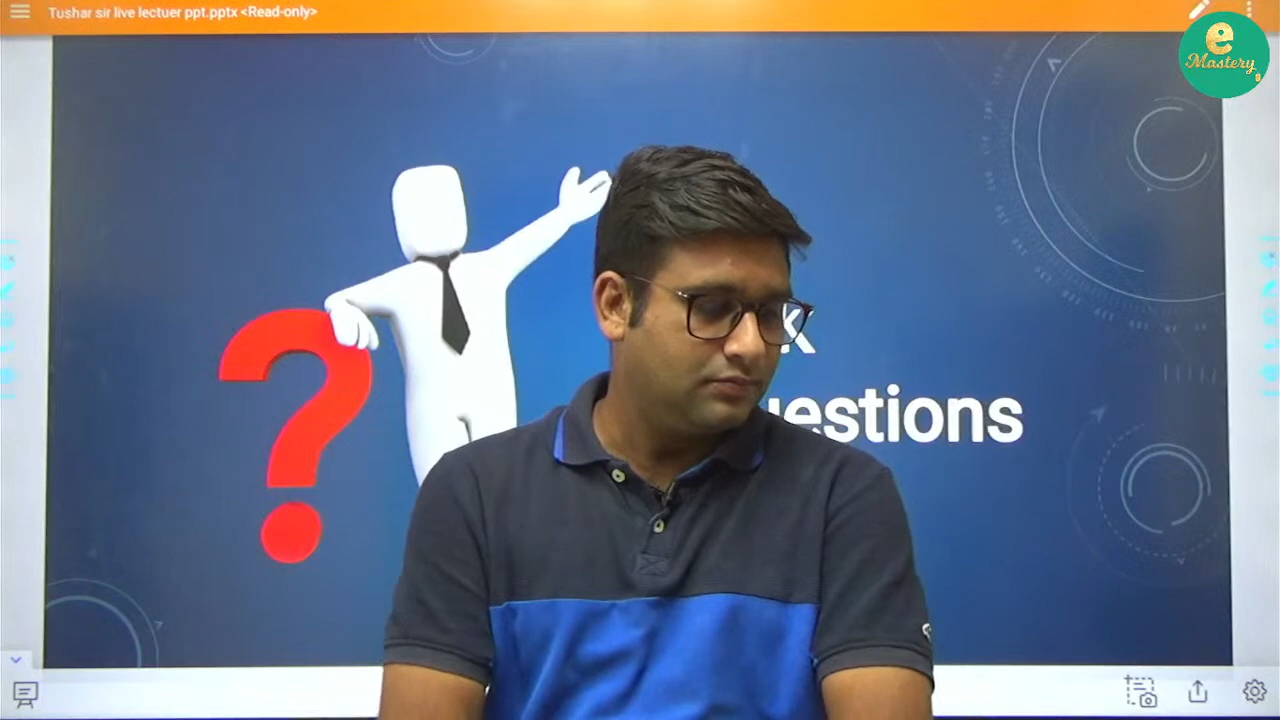 Tushar sir live lectuer ppt.pptx <Read-only>
e
Mastery
estions